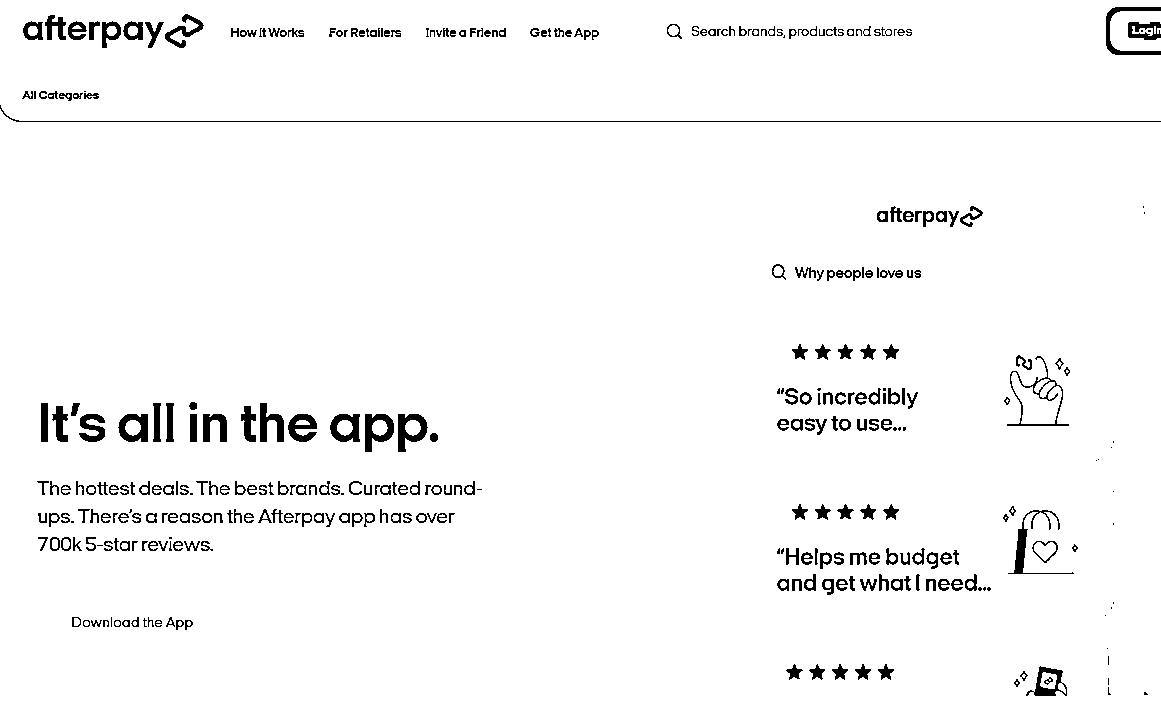 afterpay
How It Works
For Retailers
Invite a Friend
Get the App
Search brands, products and stores
Login
All Categories
afterpay
Why people love us
“So incredibly
easy to use...
It’s all in the app.
The hottest deals. The best brands. Curated round-
ups. There’s a reason the Afterpay app has over
700k 5-star reviews.
“Helps me budget
and get what I need...
Download the App